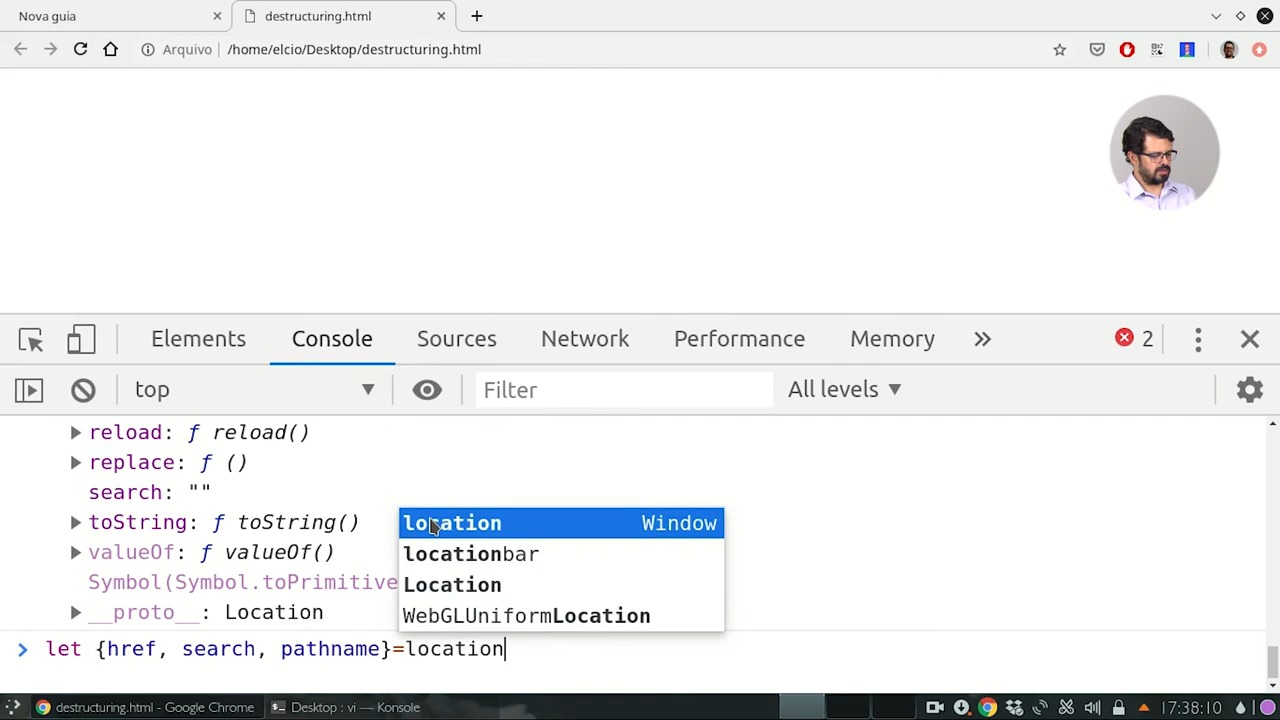 Nova guia
destructuring.html
Arquivo
/home/elcio/Desktop/destructuring.html
Elements
Console
Sources
Network
Performance
Memory
2
top
Filter
All levels
reload: ƒ reload()
replace: ƒ ()
search: ""
toString: ƒ toString()
valueOf: ƒ valueOf()
Symbol(Symbol.toPrimitive
__proto__: Location
location Window
locationbar
Location
WebGLUniformLocation
let {href, search, pathname}=location
destructuring.html - Google Chrome
Desktop : vi — Konsole
17:38:10